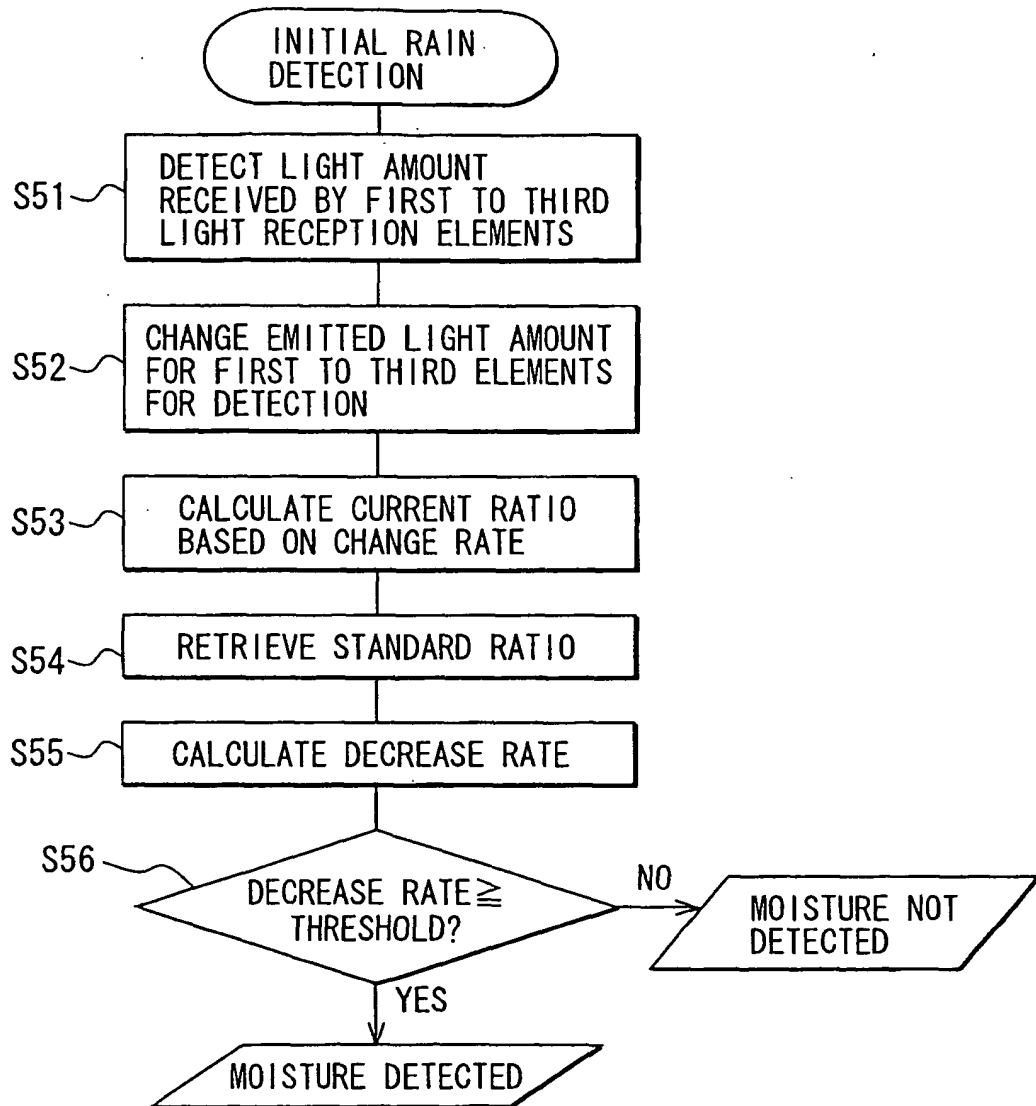 INITIAL RAIN
DETECTION
S51
DETECT LIGHT AMOUNT
RECEIVED BY FIRST TO THIRD
LIGHT RECEPTION ELEMENTS
S52
CHANGE EMITTED LIGHT AMOUNT
FOR FIRST TO THIRD ELEMENTS
FOR DETECTION
S53
CALCULATE CURRENT RATIO
BASED ON CHANGE RATE
S54
RETRIEVE STANDARD RATIO
S55
CALCULATE DECREASE RATE
S56
DECREASE RATE≧
THRESHOLD?
NO
MOISTURE NOT
DETECTED
YES
MOISTURE DETECTED